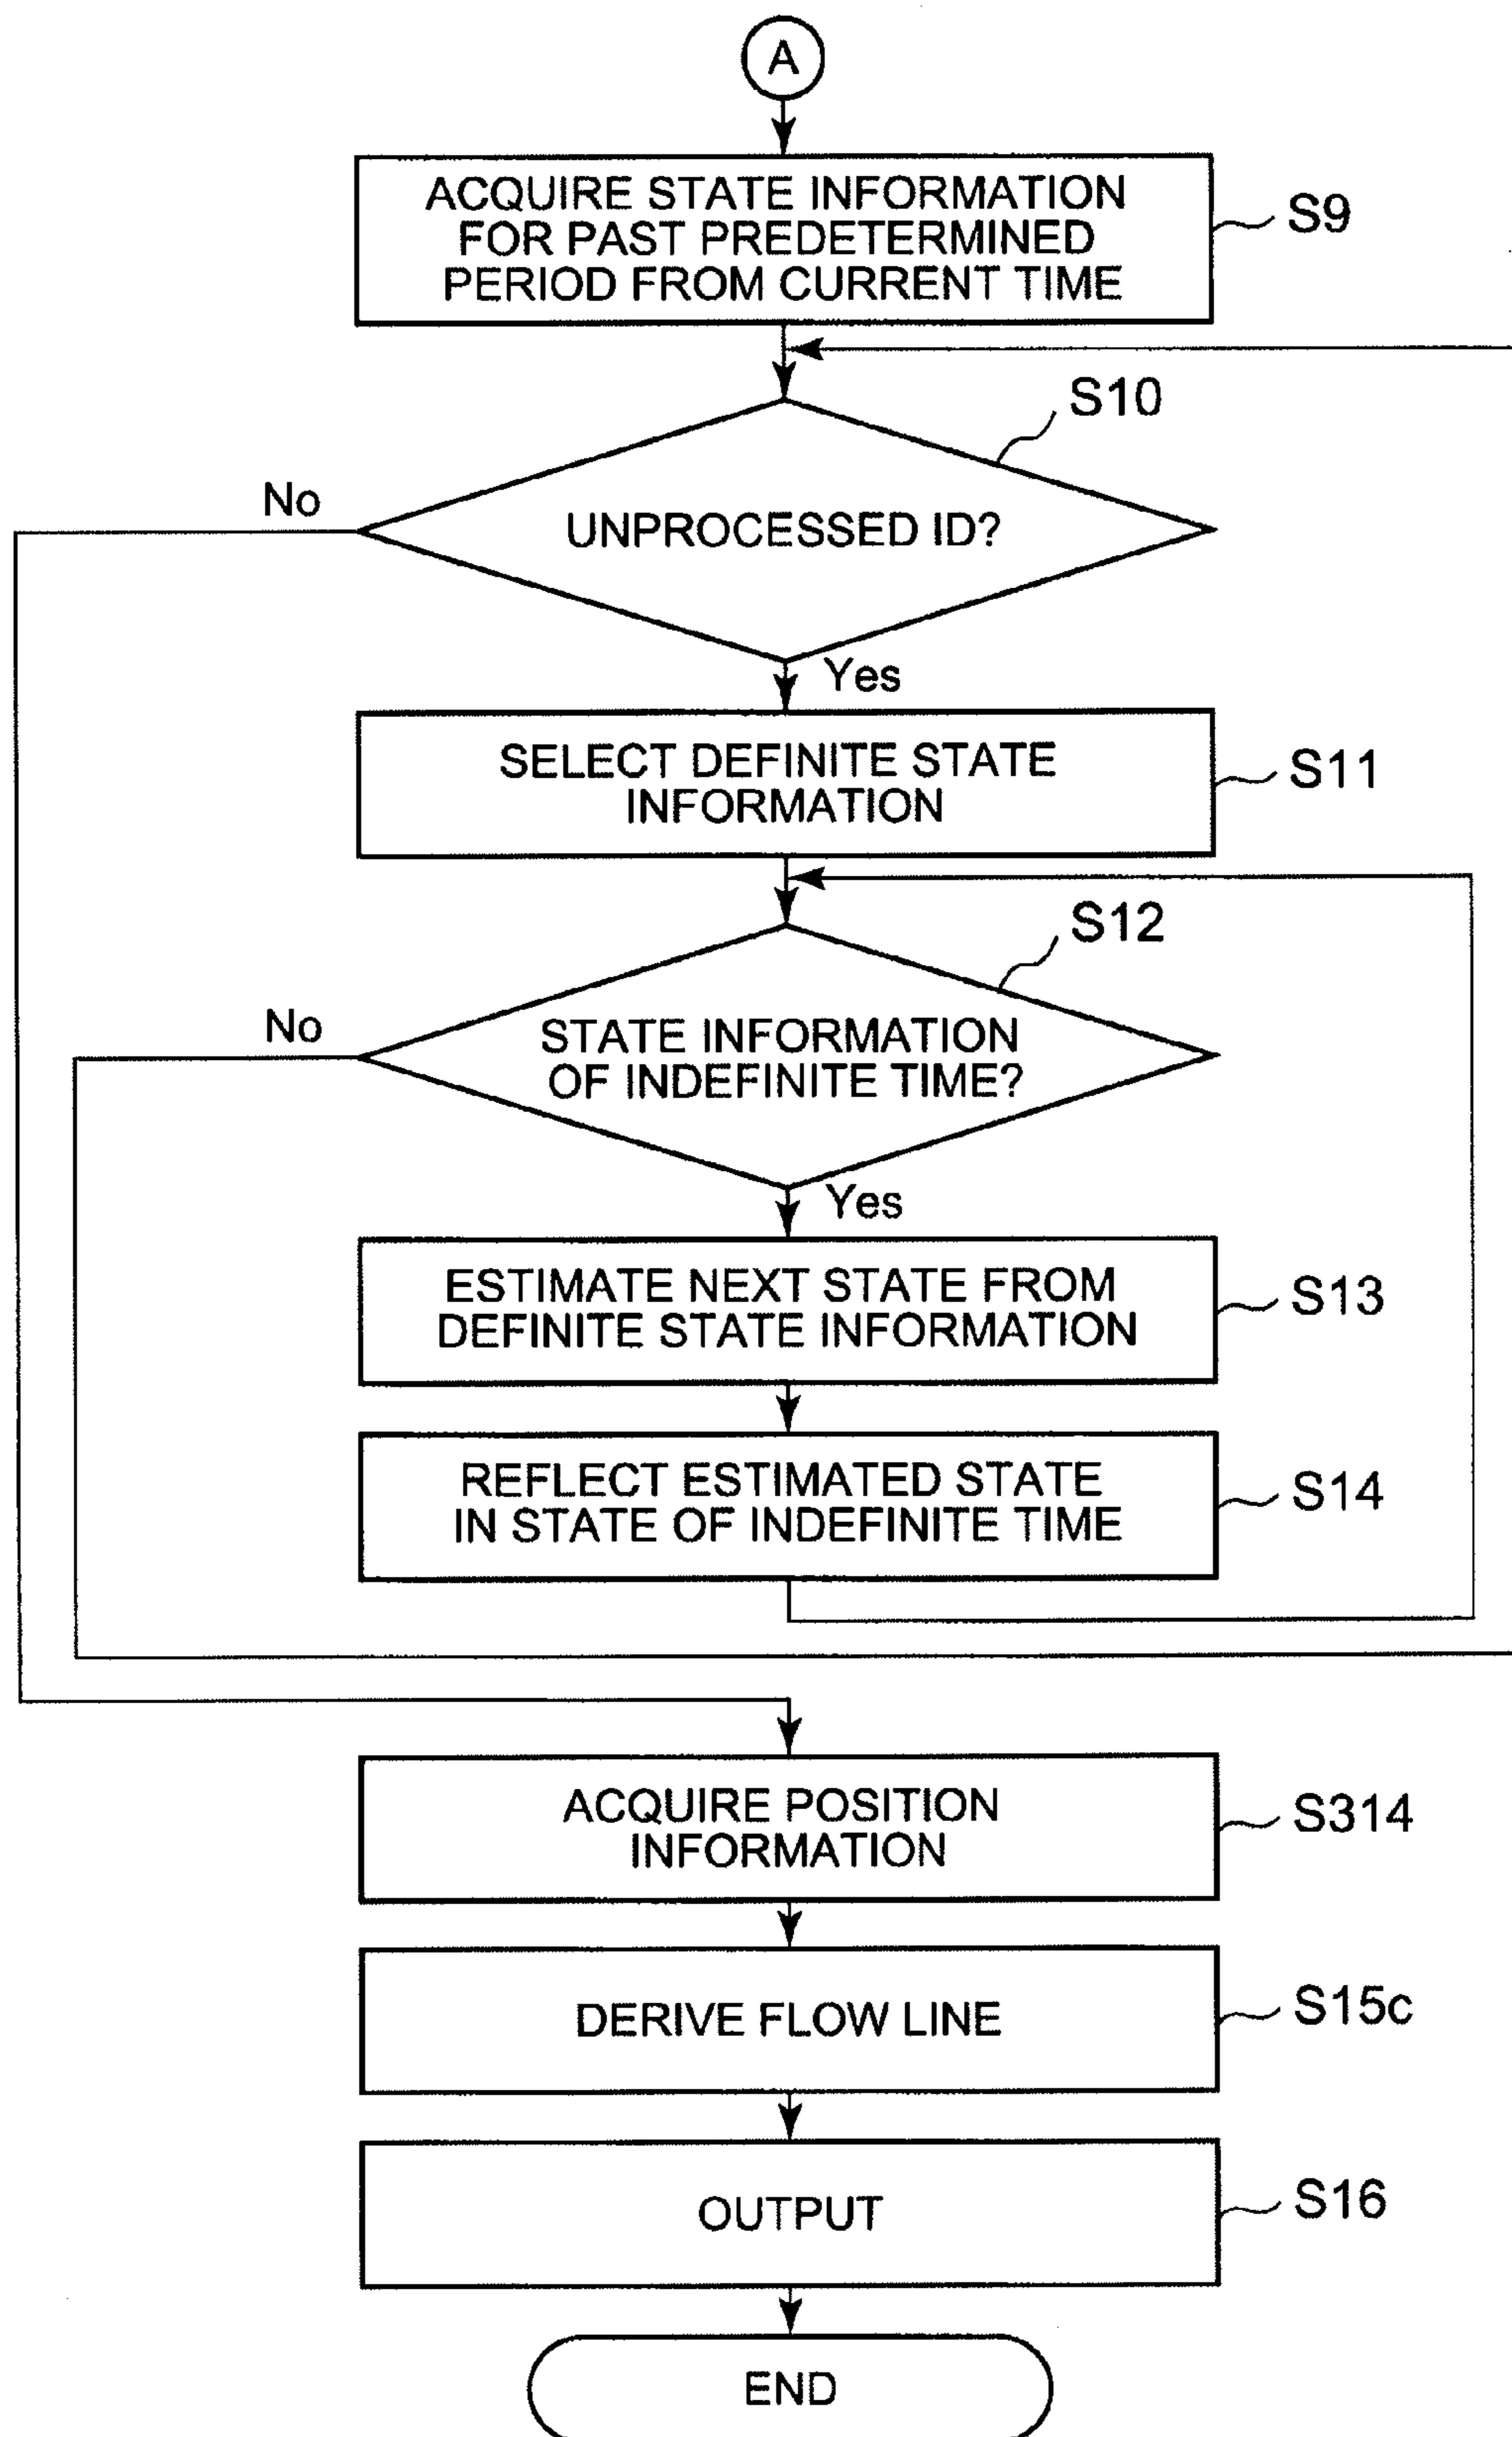 A
ACQUIRE STATE INFORMATION
FOR PAST PREDETERMINED
PERIOD FROM CURRENT TIME
S9
S10
No
UNPROCESSED ID?
Yes
SELECT DEFINITE STATE
INFORMATION
S11
S12
No
STATE INFORMATION
OF INDEFINITE TIME?
Yes
ESTIMATE NEXT STATE FROM
DEFINITE STATE INFORMATION
S13
REFLECT ESTIMATED STATE
IN STATE OF INDEFINITE TIME
S14
ACQUIRE POSITION
INFORMATION
S314
DERIVE FLOW LINE
S15c
OUTPUT
S16
END